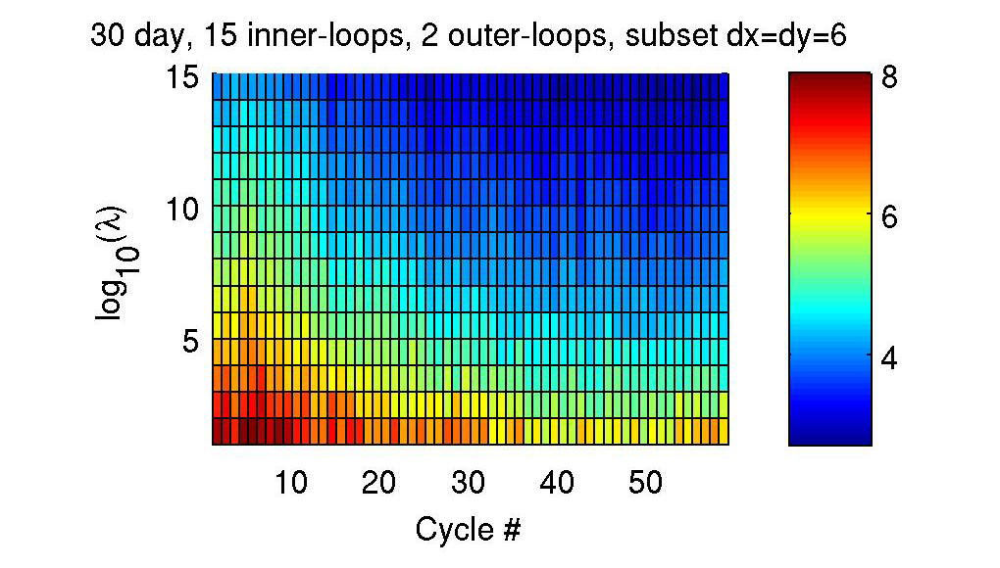 30 day, 15 inner-loops, 2 outer-loops, subset dx=dy=6
15
10
5
log10(λ)
10 20 30 40 50
Cycle #
8
6
4